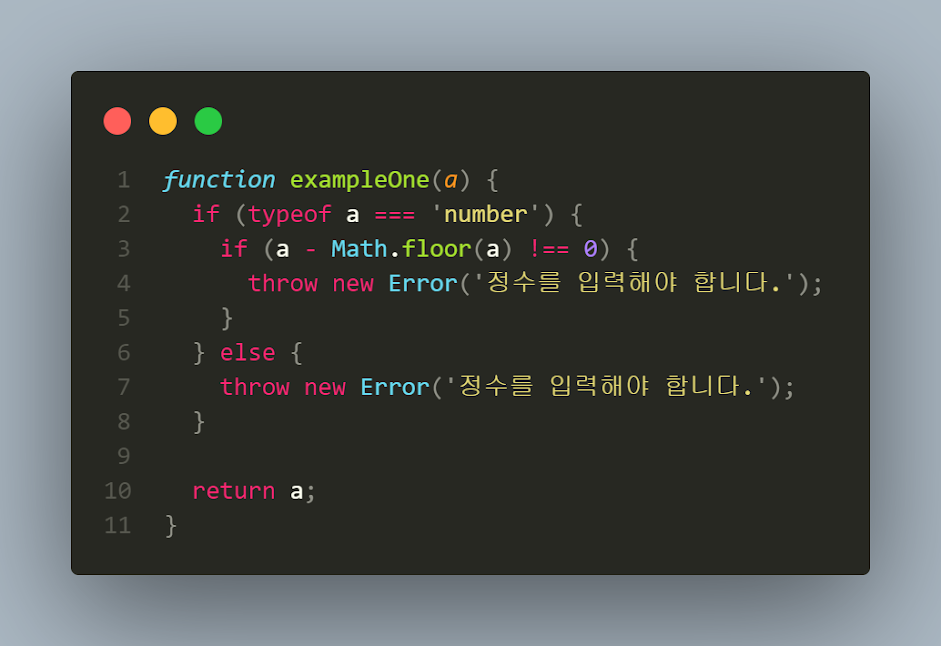 1 function exampleOne(a) {
2   if (typeof a === 'number') {
3     if (a - Math.floor(a) !== 0) {
4       throw new Error('정수를 입력해야 합니다.');
5     }
6   } else {
7     throw new Error('정수를 입력해야 합니다.');
8   }
9
10   return a;
11 }